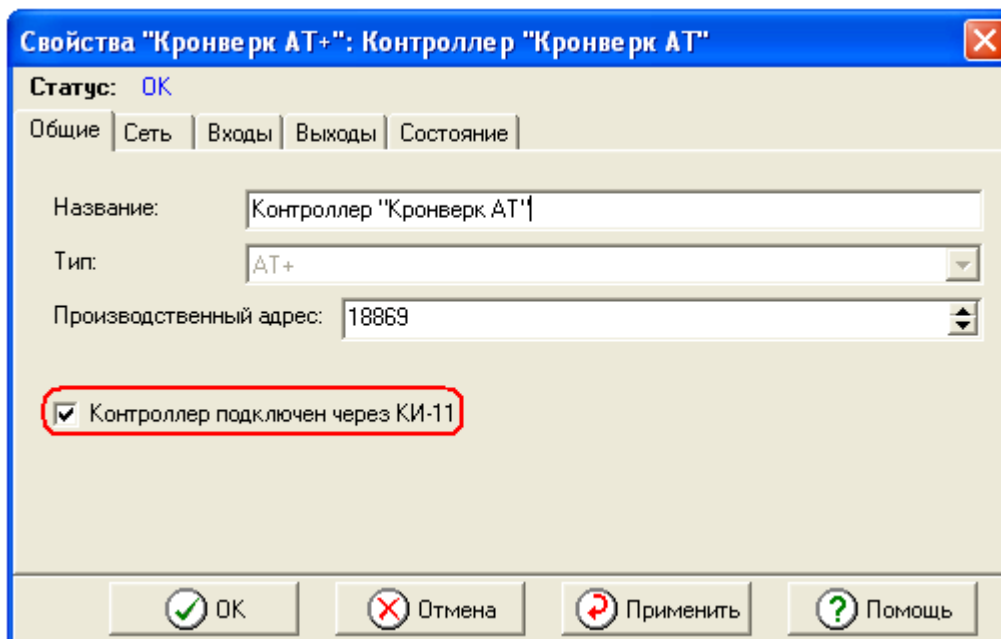 Свойства "Кронверк АТ+": Контроллер "Кронверк АТ"
Статус: OK
Общие Сеть Входы Выходы Состояние
Название: Контроллер "Кронверк АТ"
Тип: АТ+
Производственный адрес: 18869
Контроллер подключен через КИ-11
OK Отмена Применить Помощь